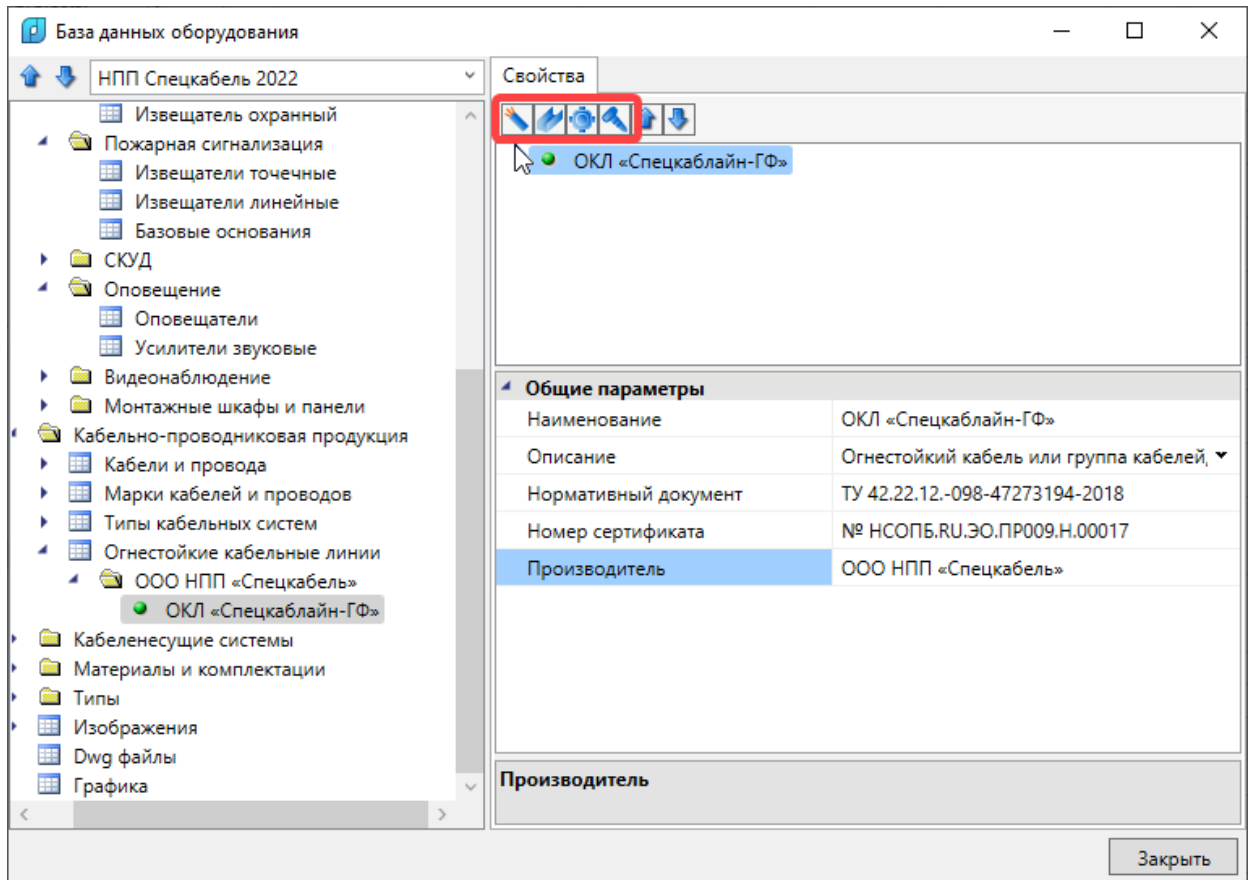 База данных оборудования
НПП Спецкабель 2022
Извещатель охранный
Пожарная сигнализация
Извещатели точечные
Извещатели линейные
Базовые основания
СКУД
Оповещение
Оповещатели
Усилители звуковые
Видеонаблюдение
Монтажные шкафы и панели
Кабельно-проводниковая продукция
Кабели и провода
Марки кабелей и проводов
Типы кабельных систем
Огнестойкие кабельные линии
ООО НПП «Спецкабель»
ОКЛ «Спецкаблайн-ГФ»
Кабеленесущие системы
Материалы и комплектации
Типы
Изображения
Dwg файлы
Графика
Свойства
ОКЛ «Спецкаблайн-ГФ»
Общие параметры
Наименование ОКЛ «Спецкаблайн-ГФ»
Описание Огнестойкий кабель или группа кабелей,
Нормативный документ ТУ 42.22.12.-098-47273194-2018
Номер сертификата № НСОПБ.RU.ЭО.ПР009.Н.00017
Производитель ООО НПП «Спецкабель»
Производитель
Закрыть